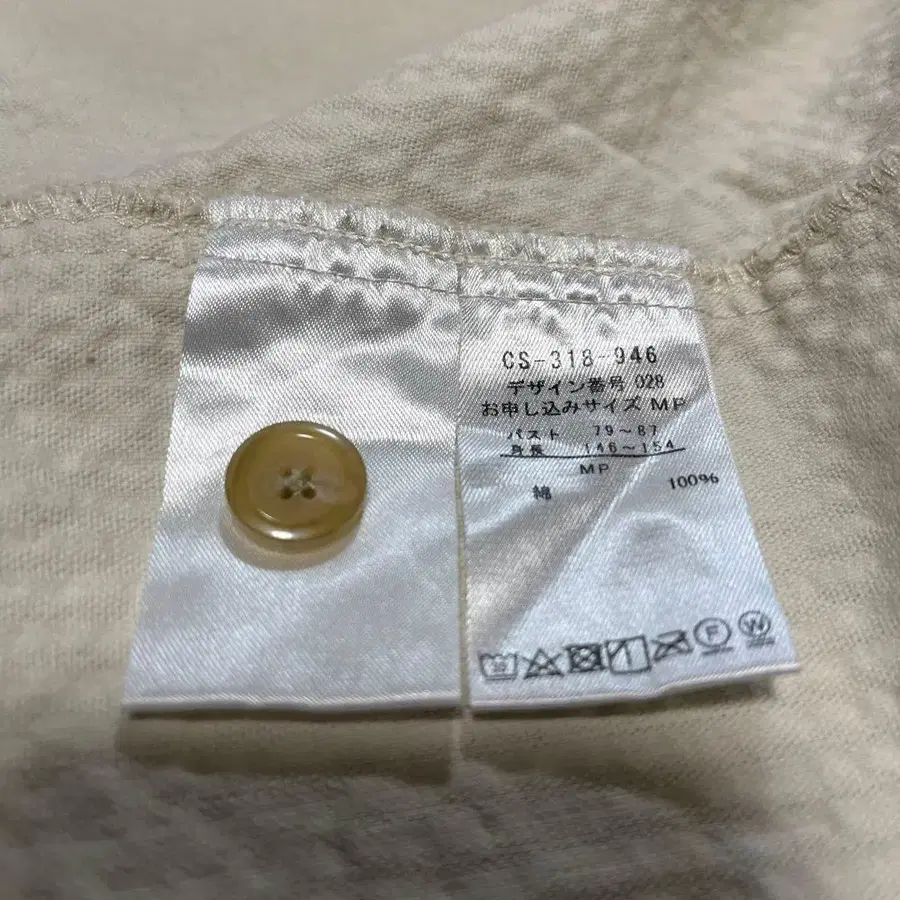 CS-318-946
デザイン番号 028
お申し込みサイズ MP
バスト 79～87
身長 146～154
MP
綿 100%
F W